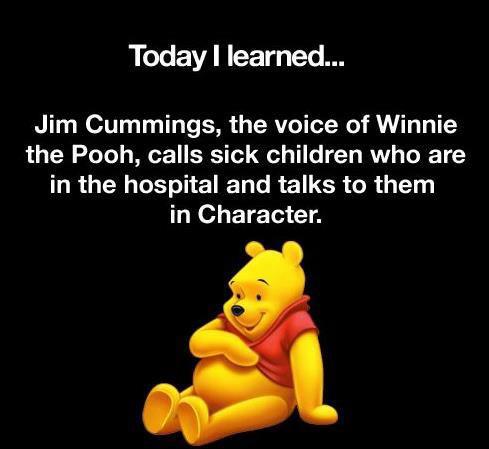 Today I learned...
Jim Cummings, the voice of Winnie
the Pooh, calls sick children who are
in the hospital and talks to them
in Character.